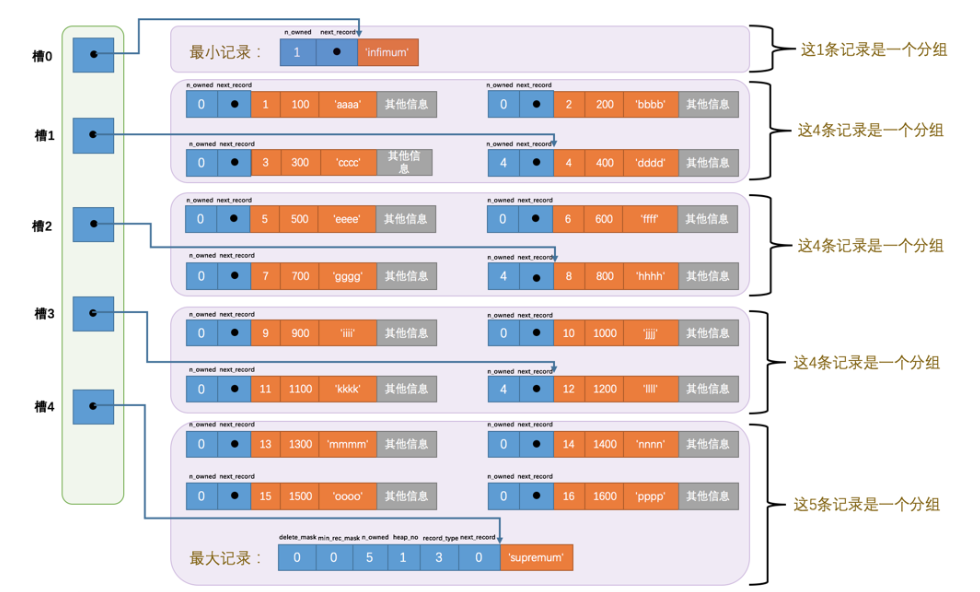 n_owned next_record
槽0
最小记录：
1 'infimum'
这1条记录是一个分组
n_owned next_record
n_owned next_record
0 1 100 'aaaa' 其他信息
0 2 200 'bbbb' 其他信息
槽1
这4条记录是一个分组
n_owned next_record
n_owned next_record
0 3 300 'cccc' 其他信
息
4 4 400 'dddd' 其他信息
n_owned next_record
n_owned next_record
0 5 500 'eeee' 其他信息
0 6 600 'ffff' 其他信息
槽2
这4条记录是一个分组
n_owned next_record
n_owned next_record
0 7 700 'gggg' 其他信息
4 8 800 'hhhh' 其他信息
槽3
n_owned next_record
n_owned next_record
0 9 900 'iiii' 其他信息
0 10 1000 'jjjj' 其他信息
这4条记录是一个分组
n_owned next_record
n_owned next_record
0 11 1100 'kkkk' 其他信息
4 12 1200 'llll' 其他信息
槽4
n_owned next_record
n_owned next_record
0 13 1300 'mmmm' 其他信息
0 14 1400 'nnnn' 其他信息
n_owned next_record
n_owned next_record
0 15 1500 'oooo' 其他信息
0 16 1600 'pppp' 其他信息
这5条记录是一个分组
delete_mask min_rec_mask n_owned heap_no record_type next_record
最大记录：
0 0 5 1 3 0 'supremum'